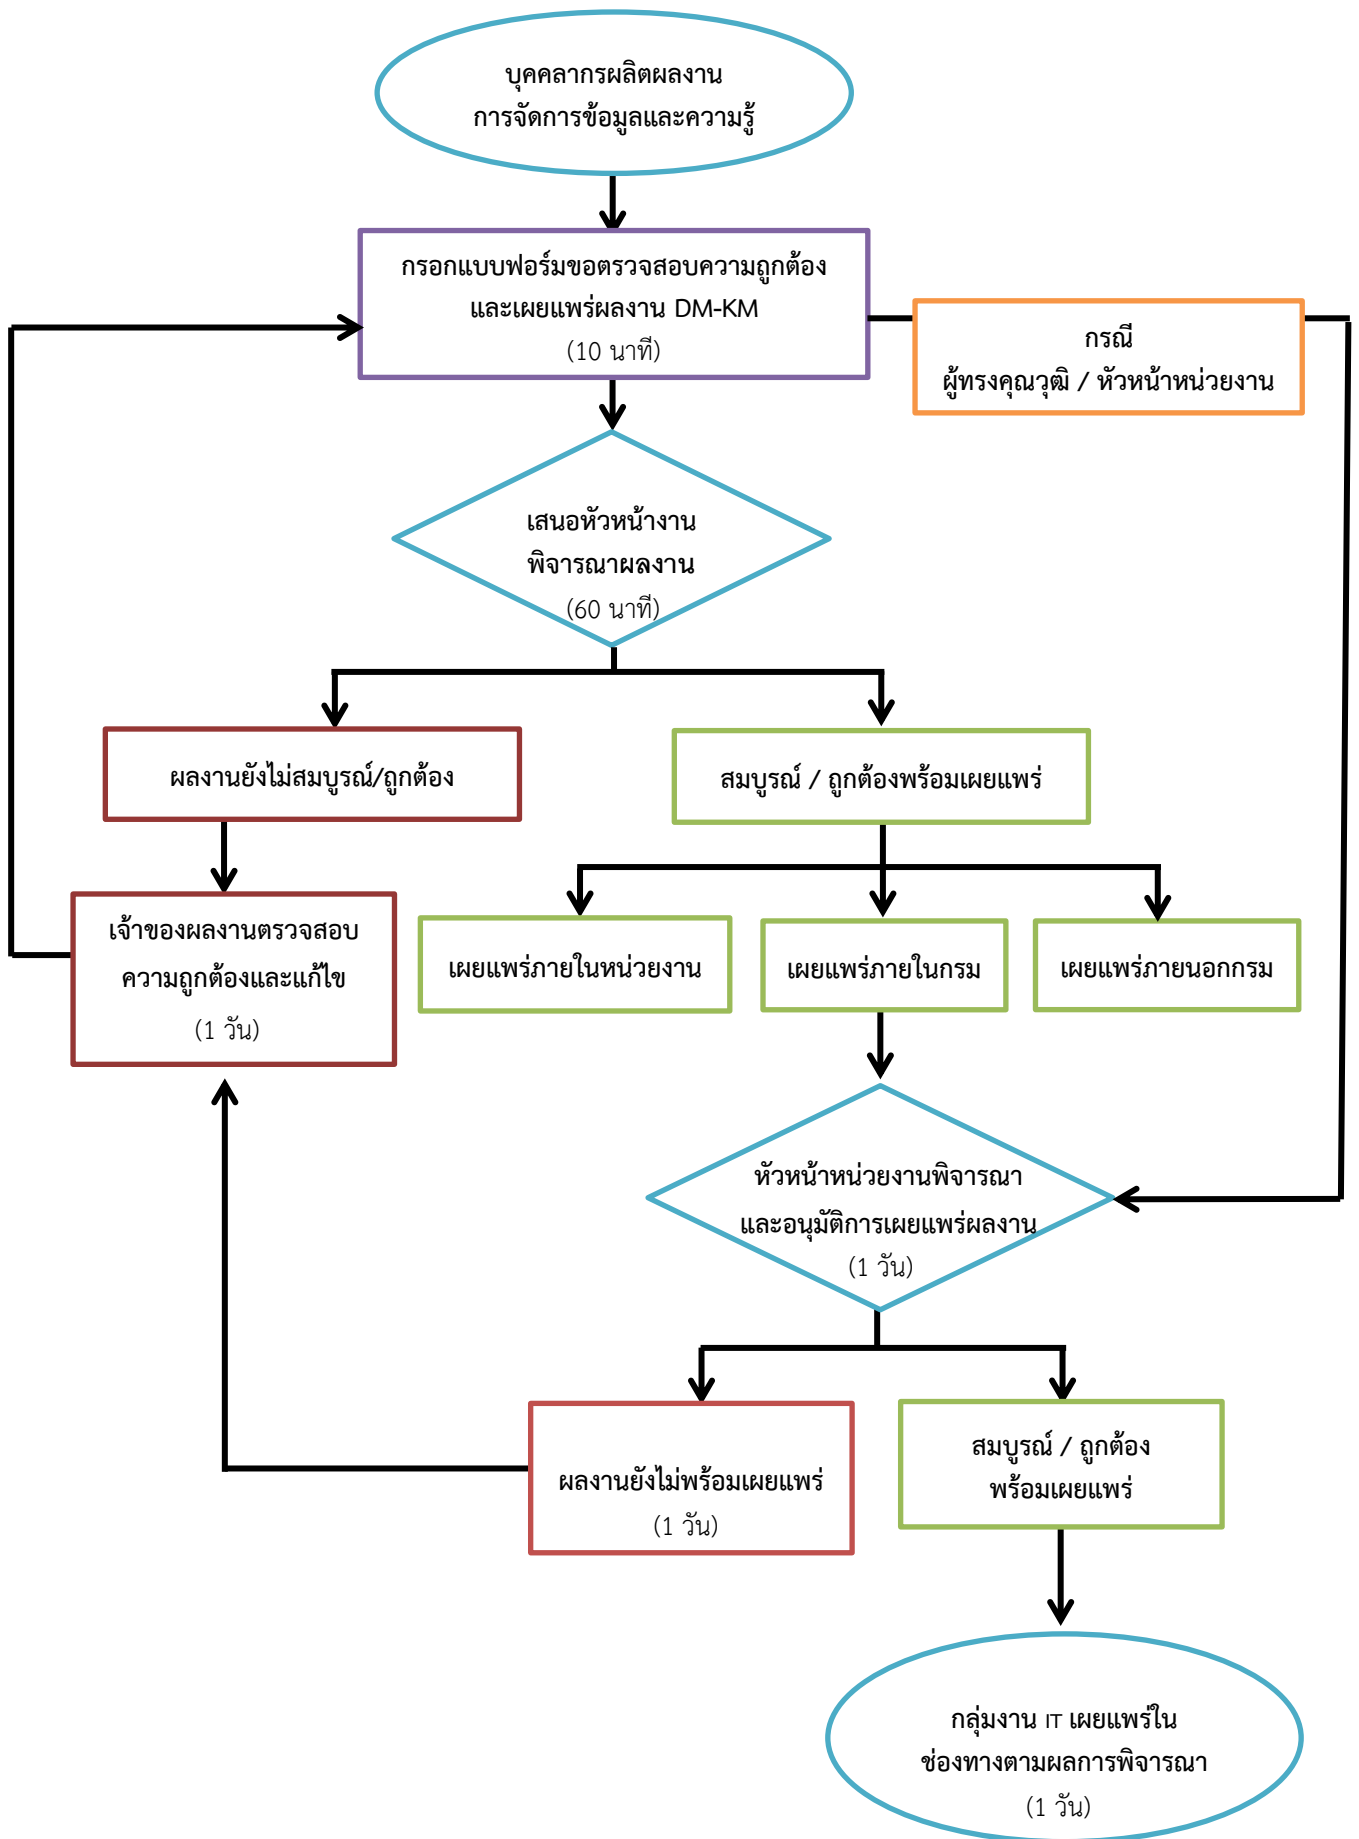 บุคคลากรผลิตผลงาน
การจัดการข้อมูลและความรู้
กรอกแบบฟอร์มขอตรวจสอบความถูกต้อง
และเผยแพร่ผลงาน DM-KM
(10 นาที)
กรณี
ผู้ทรงคุณวุฒิ / หัวหน้าหน่วยงาน
เสนอหัวหน้างาน
พิจารณาผลงาน
(60 นาที)
ผลงานยังไม่สมบูรณ์/ถูกต้อง
สมบูรณ์ / ถูกต้องพร้อมเผยแพร่
เจ้าของผลงานตรวจสอบ
ความถูกต้องและแก้ไข
(1 วัน)
เผยแพร่ภายในหน่วยงาน
เผยแพร่ภายในกรม
เผยแพร่ภายนอกกรม
หัวหน้าหน่วยงานพิจารณา
และอนุมัติการเผยแพร่ผลงาน
(1 วัน)
ผลงานยังไม่พร้อมเผยแพร่
(1 วัน)
สมบูรณ์ / ถูกต้อง
พร้อมเผยแพร่
กลุ่มงาน IT เผยแพร่ใน
ช่องทางตามผลการพิจารณา
(1 วัน)